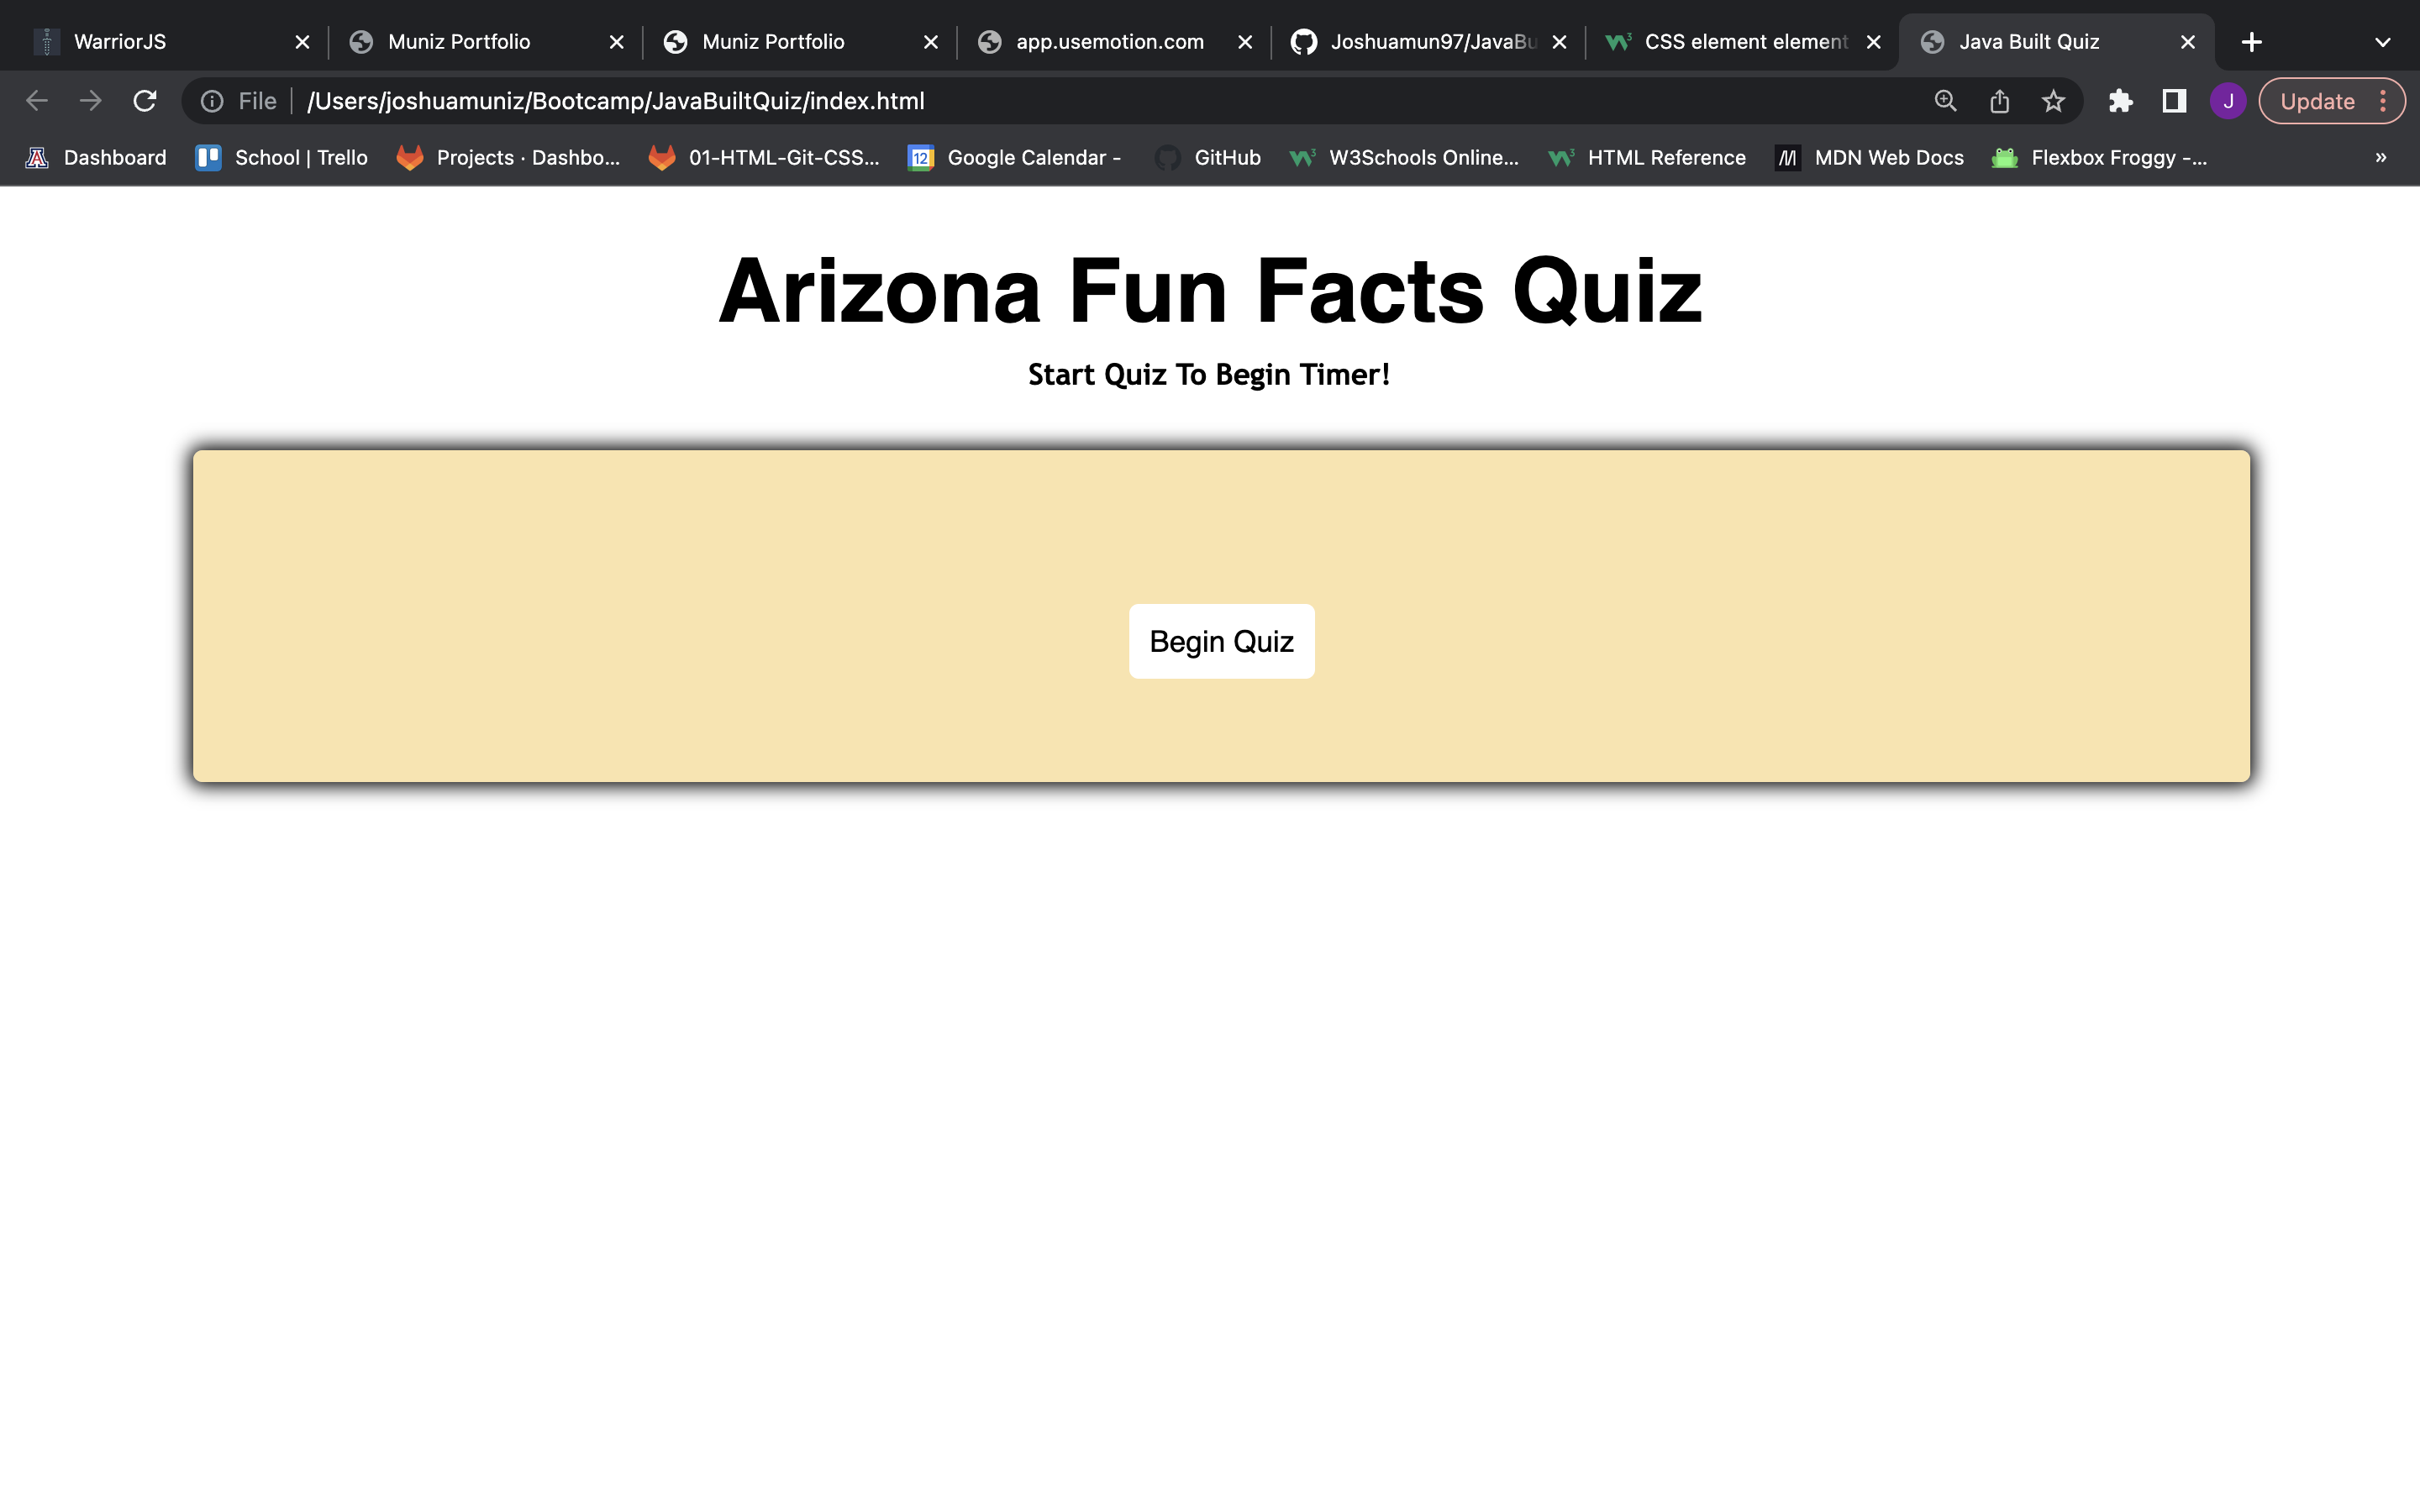 WarriorJS
Muniz Portfolio
Muniz Portfolio
app.usemotion.com
Joshuamun97/JavaBu
CSS element element
Java Built Quiz
File
/Users/joshuamuniz/Bootcamp/JavaBuiltQuiz/index.html
J
Update
Dashboard
School | Trello
Projects · Dashbo...
01-HTML-Git-CSS...
12
Google Calendar -
GitHub
W3Schools Online...
HTML Reference
MDN Web Docs
Flexbox Froggy -...
»
Arizona Fun Facts Quiz
Start Quiz To Begin Timer!
Begin Quiz